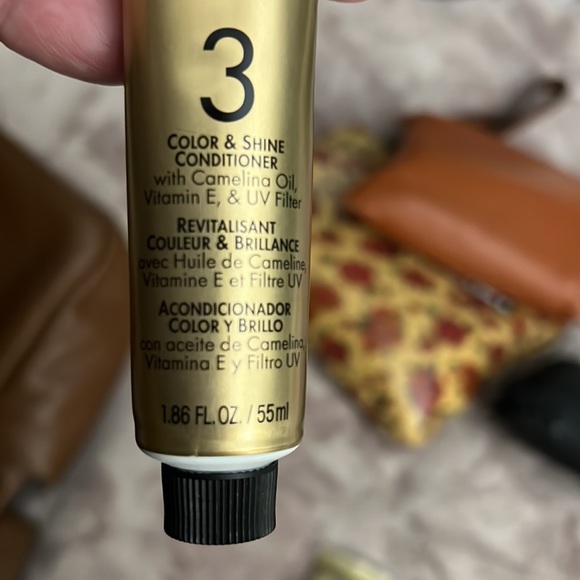 3
COLOR & SHINE
CONDITIONER
with Camelina Oil,
Vitamin E, & UV Filter
REVITALISANT
COULEUR & BRILLANCE
avec Huile de Cameline,
Vitamine E et Filtre UV
ACONDICIONADOR
COLOR Y BRILLO
con aceite de Camelina,
Vitamina E y Filtro UV
1.86 FL.OZ. / 55ml